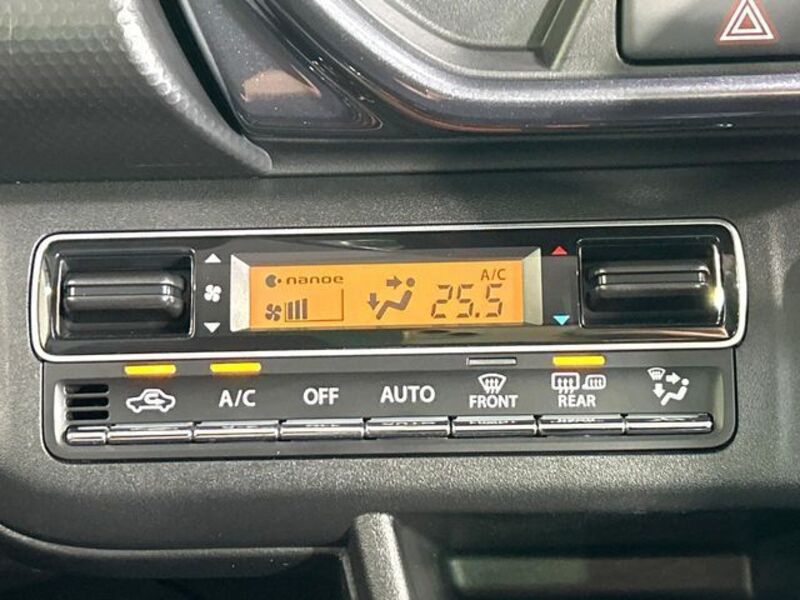 nanoe
A/C
25.5
A/C
OFF
AUTO
FRONT
REAR